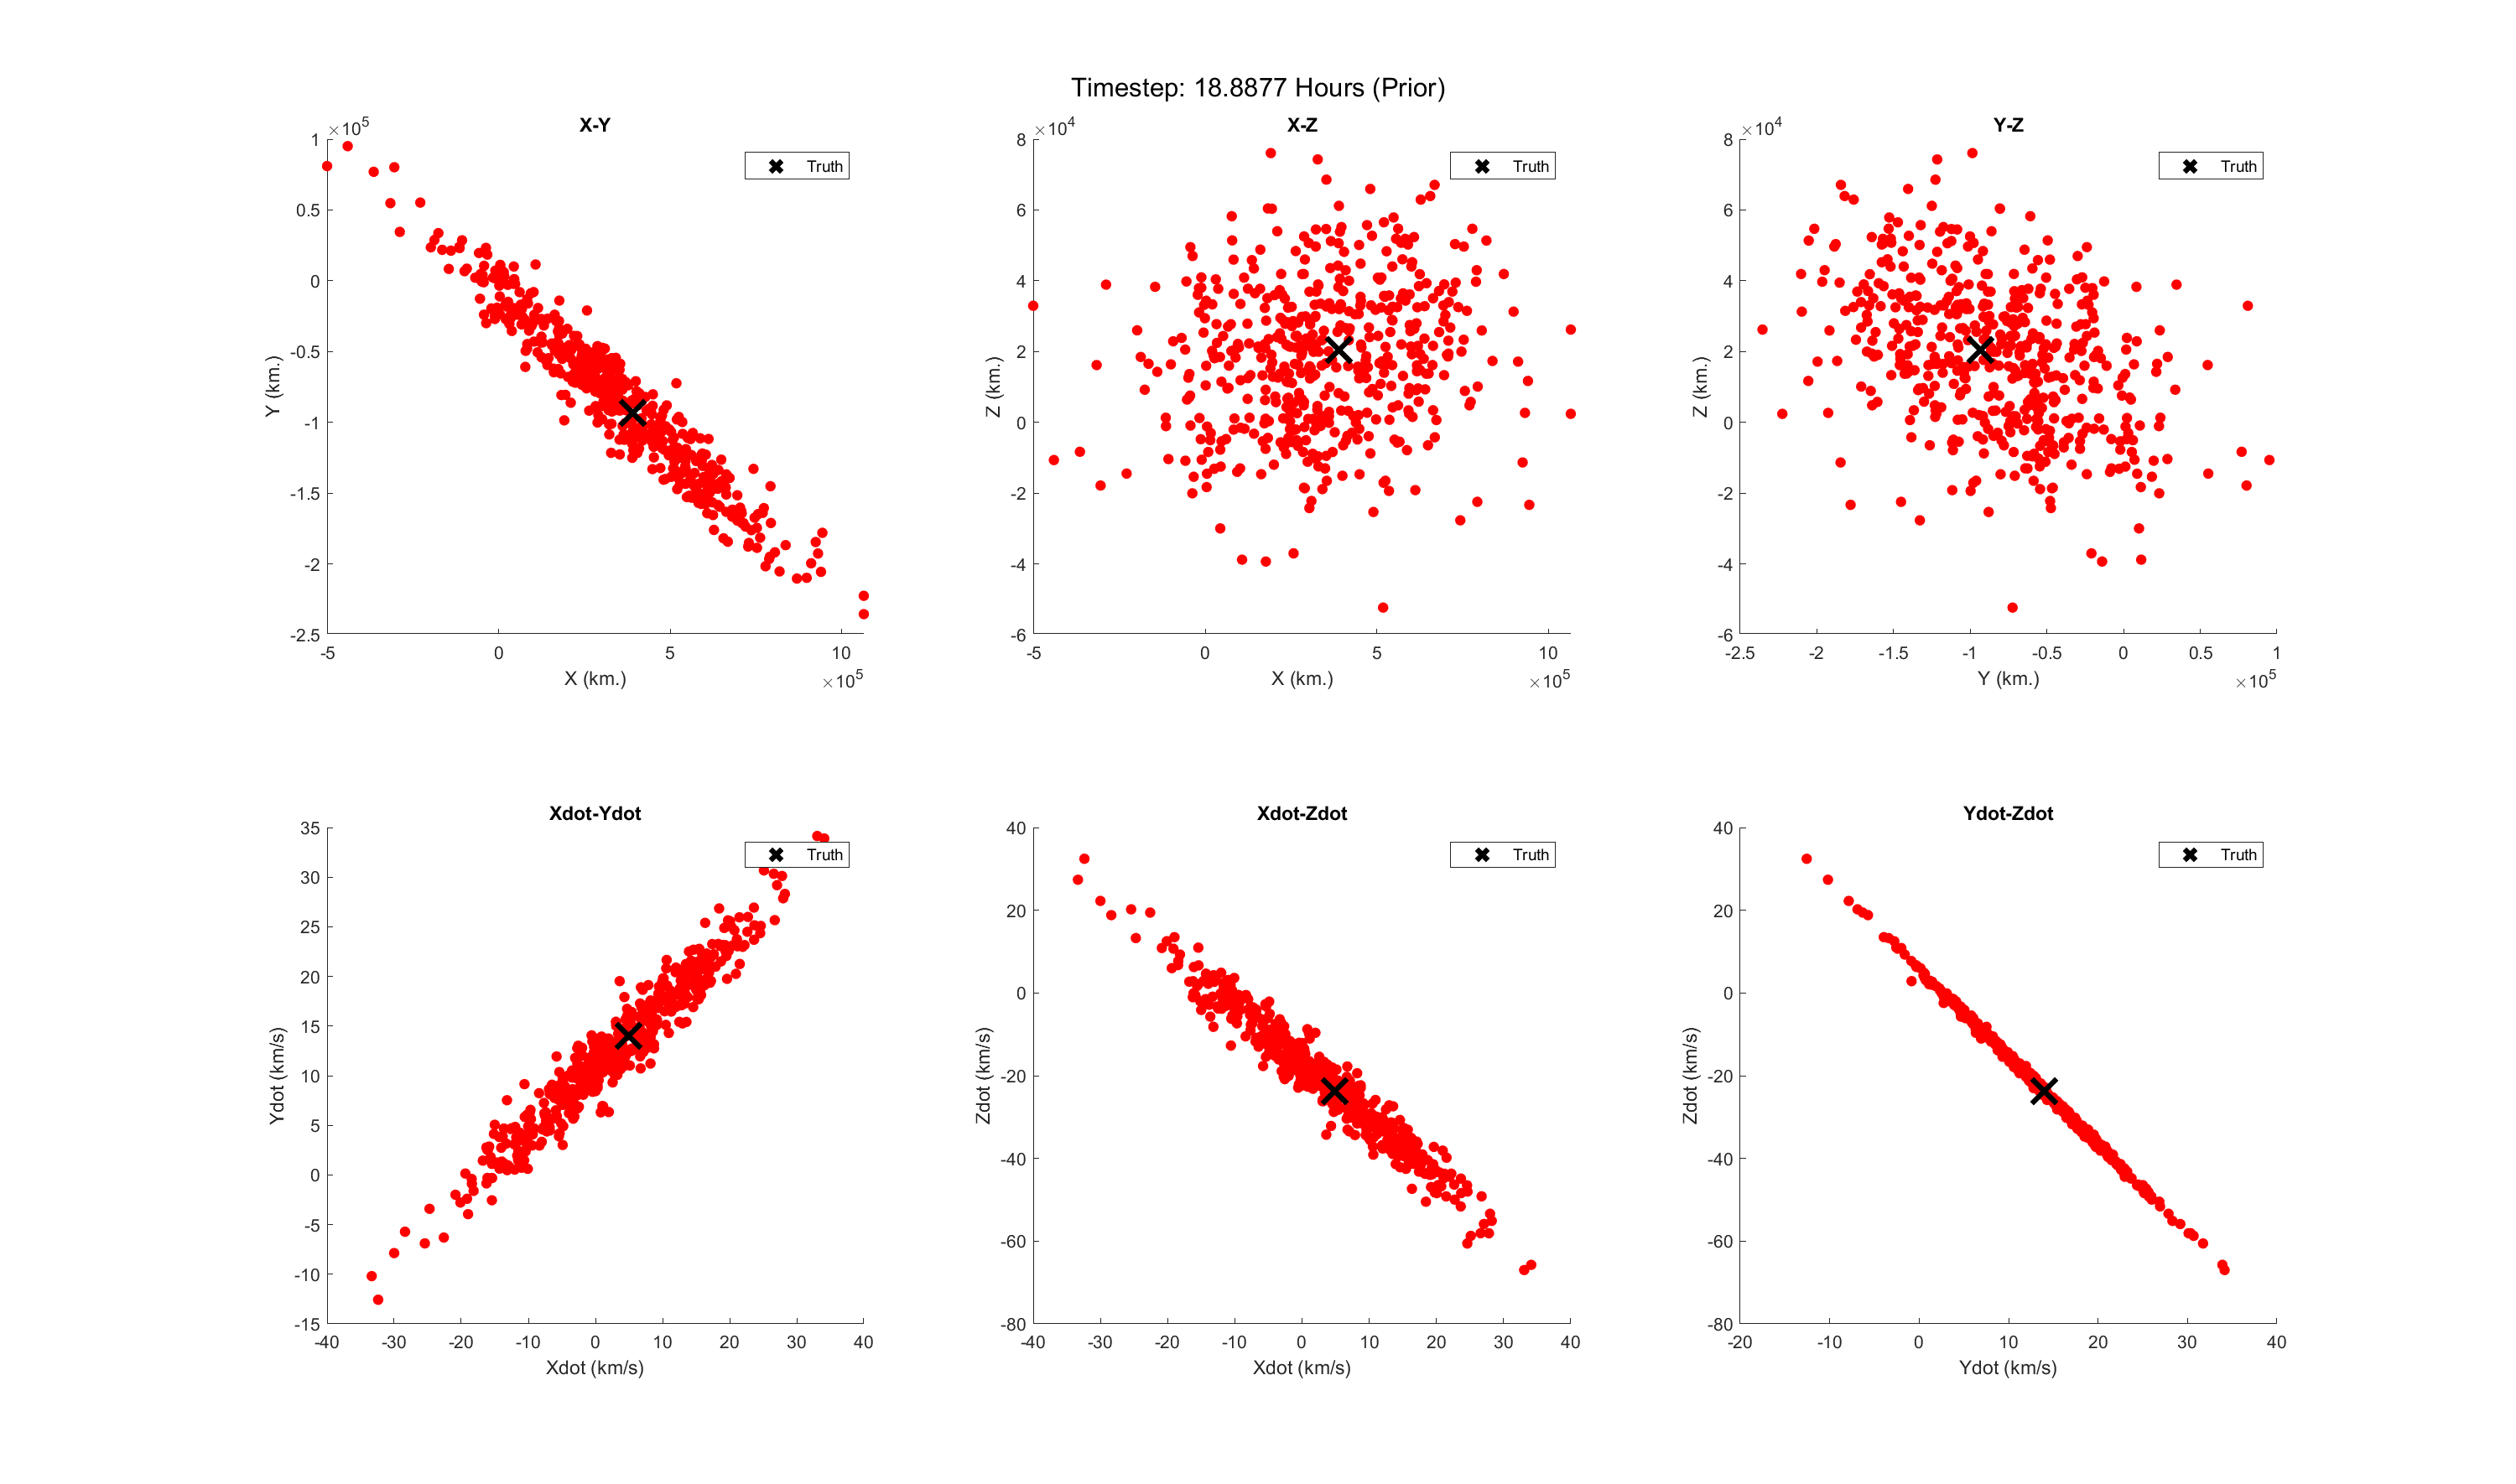 Timestep: 18.8877 Hours (Prior)
X-Y
×10^5
Truth
1
0.5
0
-0.5
-1
-1.5
-2
-2.5
Y (km.)
-5 0 5 10
×10^5
X (km.)
X-Z
×10^4
Truth
8
6
4
2
0
-2
-4
-6
Z (km.)
-5 0 5 10
×10^5
X (km.)
Y-Z
×10^4
Truth
8
6
4
2
0
-2
-4
-6
Z (km.)
-2.5 -2 -1.5 -1 -0.5 0 0.5 1
×10^5
Y (km.)
Xdot-Ydot
Truth
35
30
25
20
15
10
5
0
-5
-10
-15
Ydot (km/s)
-40 -30 -20 -10 0 10 20 30 40
Xdot (km/s)
Xdot-Zdot
Truth
40
20
0
-20
-40
-60
-80
Zdot (km/s)
-40 -30 -20 -10 0 10 20 30 40
Xdot (km/s)
Ydot-Zdot
Truth
40
20
0
-20
-40
-60
-80
Zdot (km/s)
-20 -10 0 10 20 30 40
Ydot (km/s)